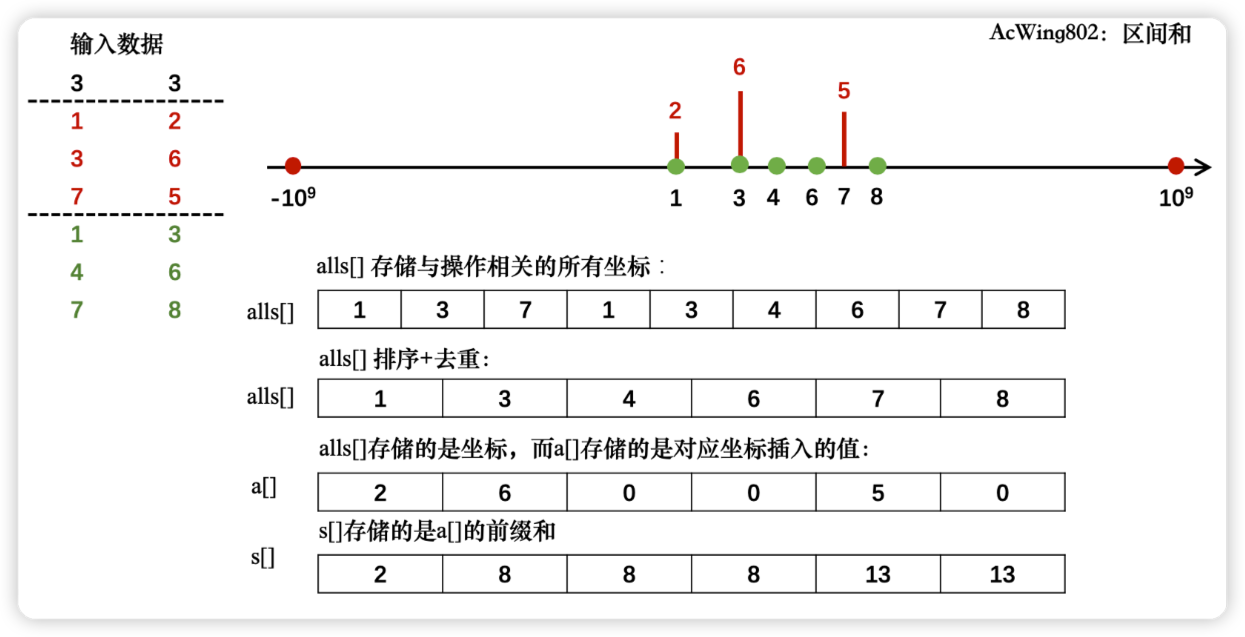 AcWing802：区间和
输入数据
3 3
1 2
3 6
7 5
1 3
4 6
7 8
2 6 5
-10⁹ 1 3 4 6 7 8 10⁹
alls[] 存储与操作相关的所有坐标：
alls[] 1 3 7 1 3 4 6 7 8
alls[] 排序+去重：
alls[] 1 3 4 6 7 8
alls[]存储的是坐标，而a[]存储的是对应坐标插入的值：
a[] 2 6 0 0 5 0
s[]存储的是a[]的前缀和
s[] 2 8 8 8 13 13